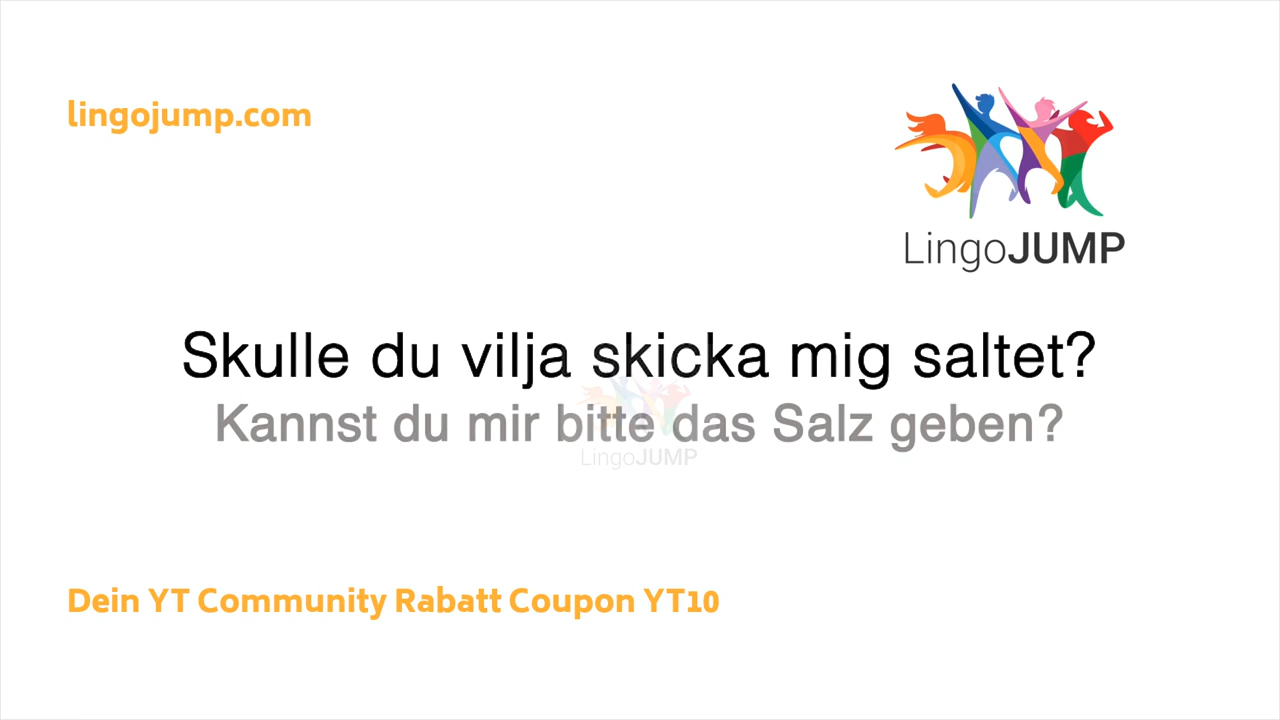 lingojump.com
LingoJUMP
Skulle du vilja skicka mig saltet?
Kannst du mir bitte das Salz geben?
LingoJUMP
Dein YT Community Rabatt Coupon YT10